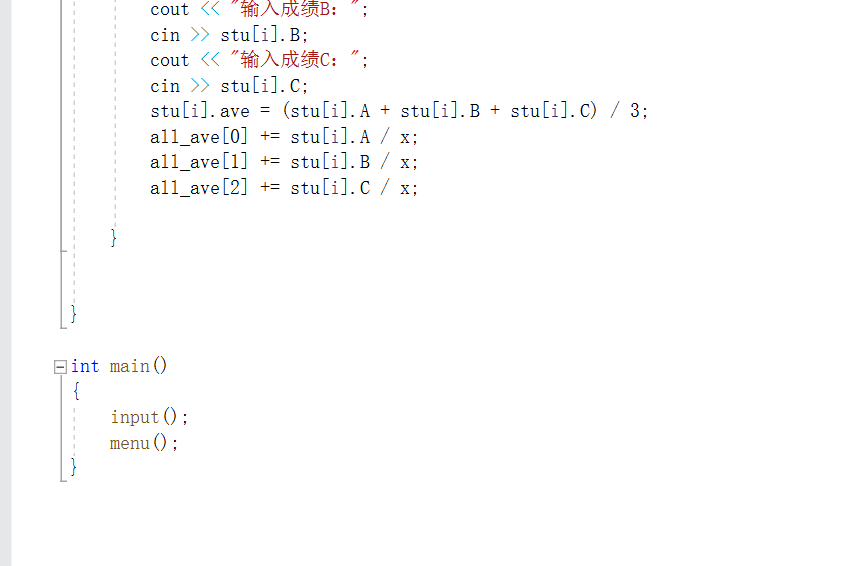 cout << "输入成绩B：";
cin >> stu[i].B;
cout << "输入成绩C：";
cin >> stu[i].C;
stu[i].ave = (stu[i].A + stu[i].B + stu[i].C) / 3;
all_ave[0] += stu[i].A / x;
all_ave[1] += stu[i].B / x;
all_ave[2] += stu[i].C / x;
}
}
int main()
{
input();
menu();
}